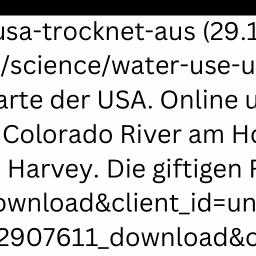 usa-trocknet-aus (29.1
/science/water-use-u
arte der USA. Online u
Colorado River am Ho
Harvey. Die giftigen F
ownload&client_id=un
2907611_download&c